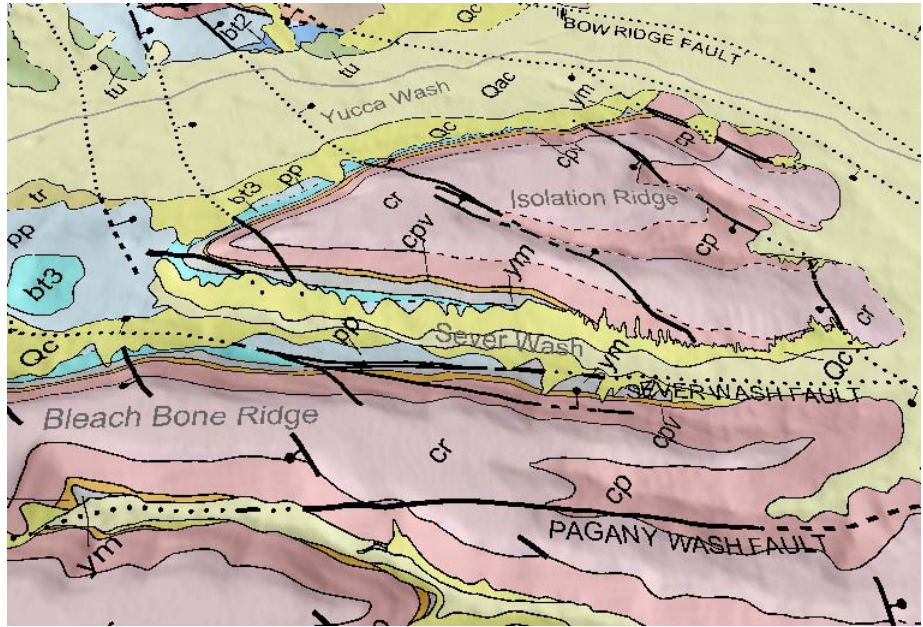 bt2
Qc
BOW RIDGE FAULT
tu
tu
Yucca Wash
Qac
ym
Qc
cpv
bt3
pp
cr
Isolation Ridge
tr
cpv
cp
pp
ym
bt3
cr
pp
Sever Wash
Qc
ym
Qc
SEVER WASH FAULT
Bleach Bone Ridge
cpv
cr
cp
PAGANY WASH FAULT
ym